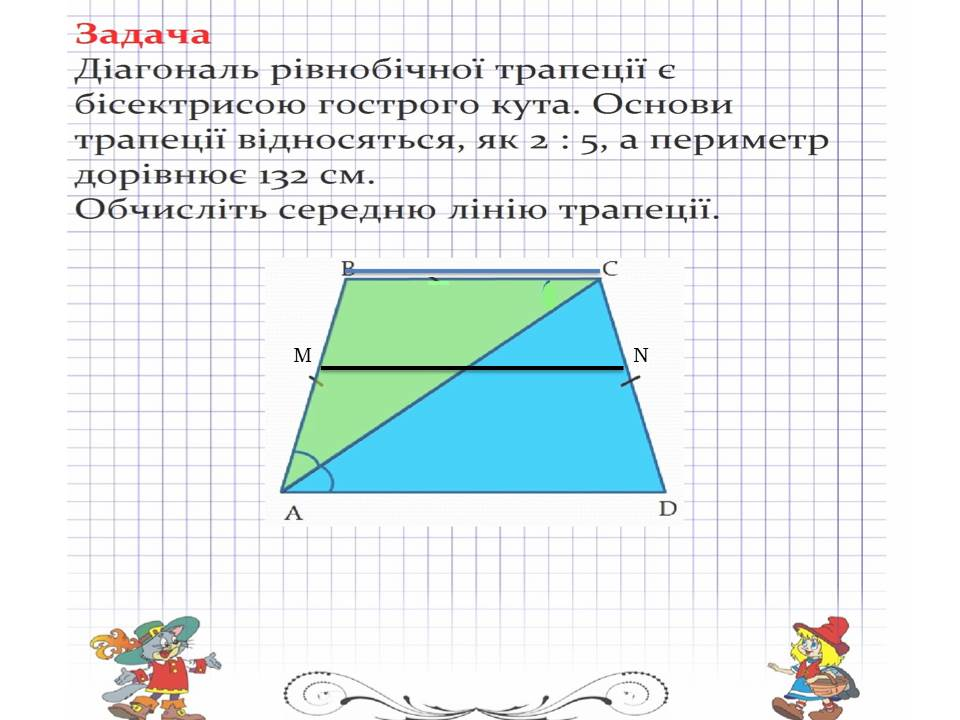 Задача
Діагональ рівнобічної трапеції є
бісектрисою гострого кута. Основи
трапеції відносяться, як 2 : 5, а периметр
дорівнює 132 см.
Обчисліть середню лінію трапеції.
B C
M N
A D